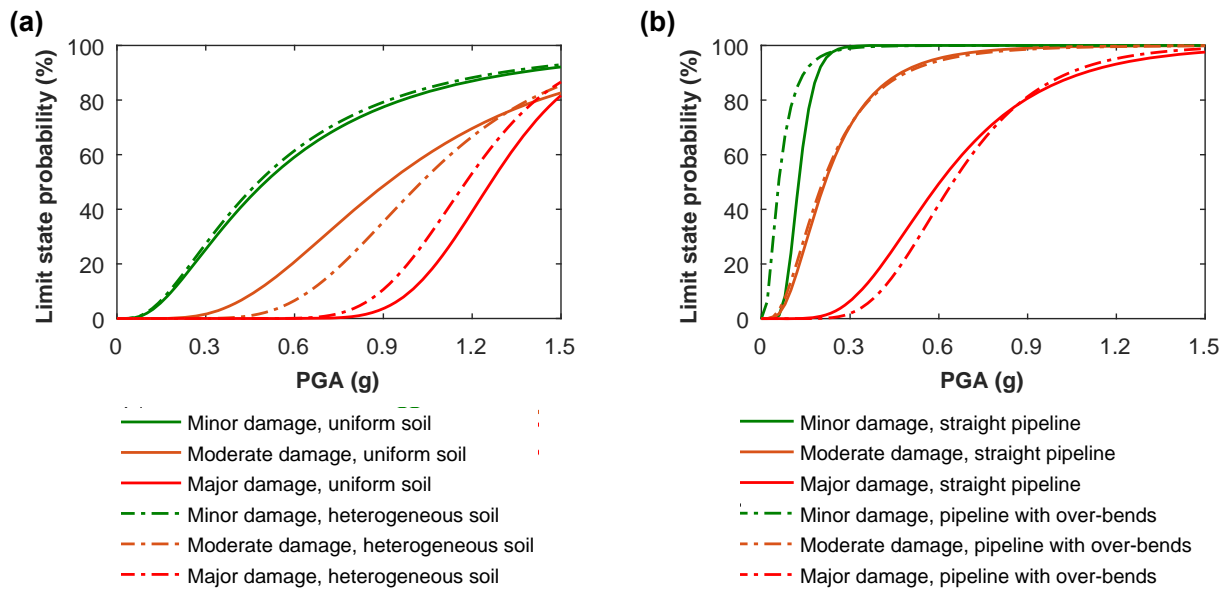 (a)
100
80
60
40
20
0
Limit state probability (%)
0 0.3 0.6 0.9 1.2 1.5
PGA (g)
Minor damage, uniform soil
Moderate damage, uniform soil
Major damage, uniform soil
Minor damage, heterogeneous soil
Moderate damage, heterogeneous soil
Major damage, heterogeneous soil
(b)
100
80
60
40
20
0
Limit state probability (%)
0 0.3 0.6 0.9 1.2 1.5
PGA (g)
Minor damage, straight pipeline
Moderate damage, straight pipeline
Major damage, straight pipeline
Minor damage, pipeline with over-bends
Moderate damage, pipeline with over-bends
Major damage, pipeline with over-bends